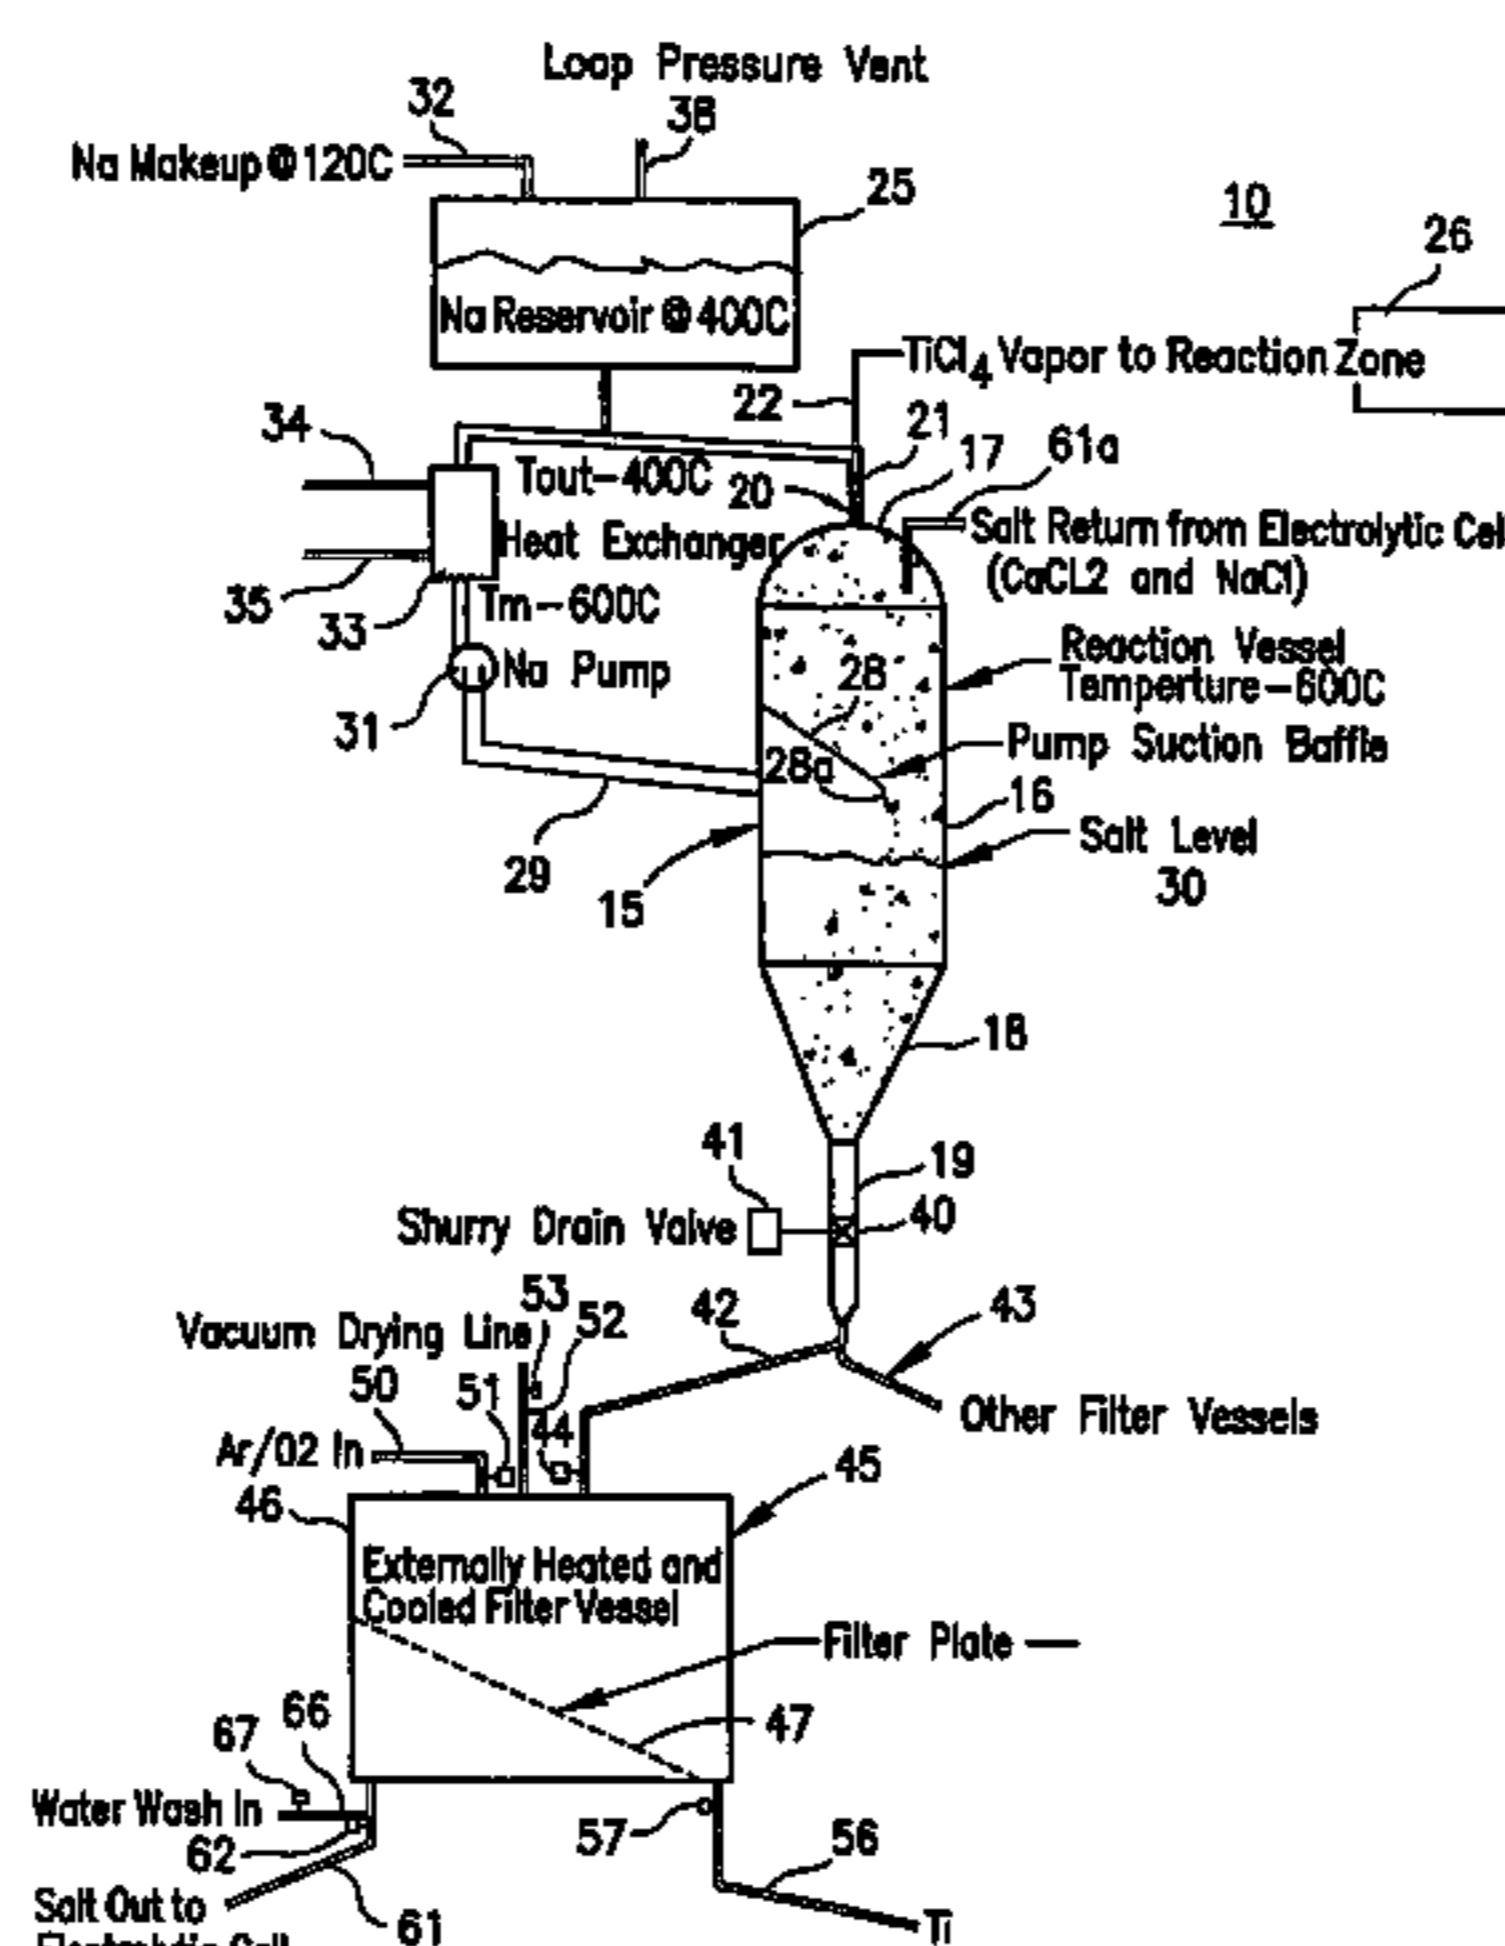 Loop Pressure Vent
32
38
Na Makeup @ 120C
25
10
26
Na Reservoir @ 400C
TiCl4 Vapor to Reaction Zone
22
21
34
17
61a
Tout-400C
20
Salt Return from Electrolytic Cel
Heat Exchanger
(CaCL2 and NaCl)
35
33
Tm-600C
Reaction Vessel
Temperture-600C
28
Na Pump
31
Pump Suction Baffle
28a
16
Salt Level
29
30
15
18
41
19
40
Shurry Drain Valve
53
42
43
Vacuum Drying Line
52
50
51
44
Other Filter Vessels
Ar/02 In
45
46
Externally Heated and
Cooled Filter Vessel
Filter Plate
66
47
67
Water Wash In
57
56
62
Salt Out to
61
Ti
Electrolytic Cell